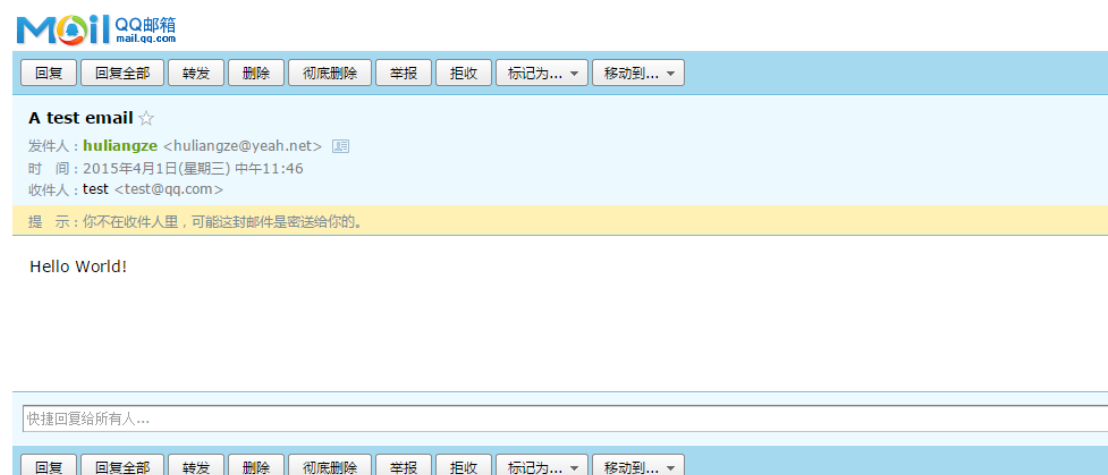 Mail QQ邮箱
mail.qq.com
回复 回复全部 转发 删除 彻底删除 举报 拒收 标记为... 移动到...
A test email
发件人：huliangze <huliangze@yeah.net>
时 间：2015年4月1日(星期三) 中午11:46
收件人：test <test@qq.com>
提 示：你不在收件人里，可能这封邮件是密送给你的。
Hello World!
快捷回复给所有人...
回复 回复全部 转发 删除 彻底删除 举报 拒收 标记为... 移动到...